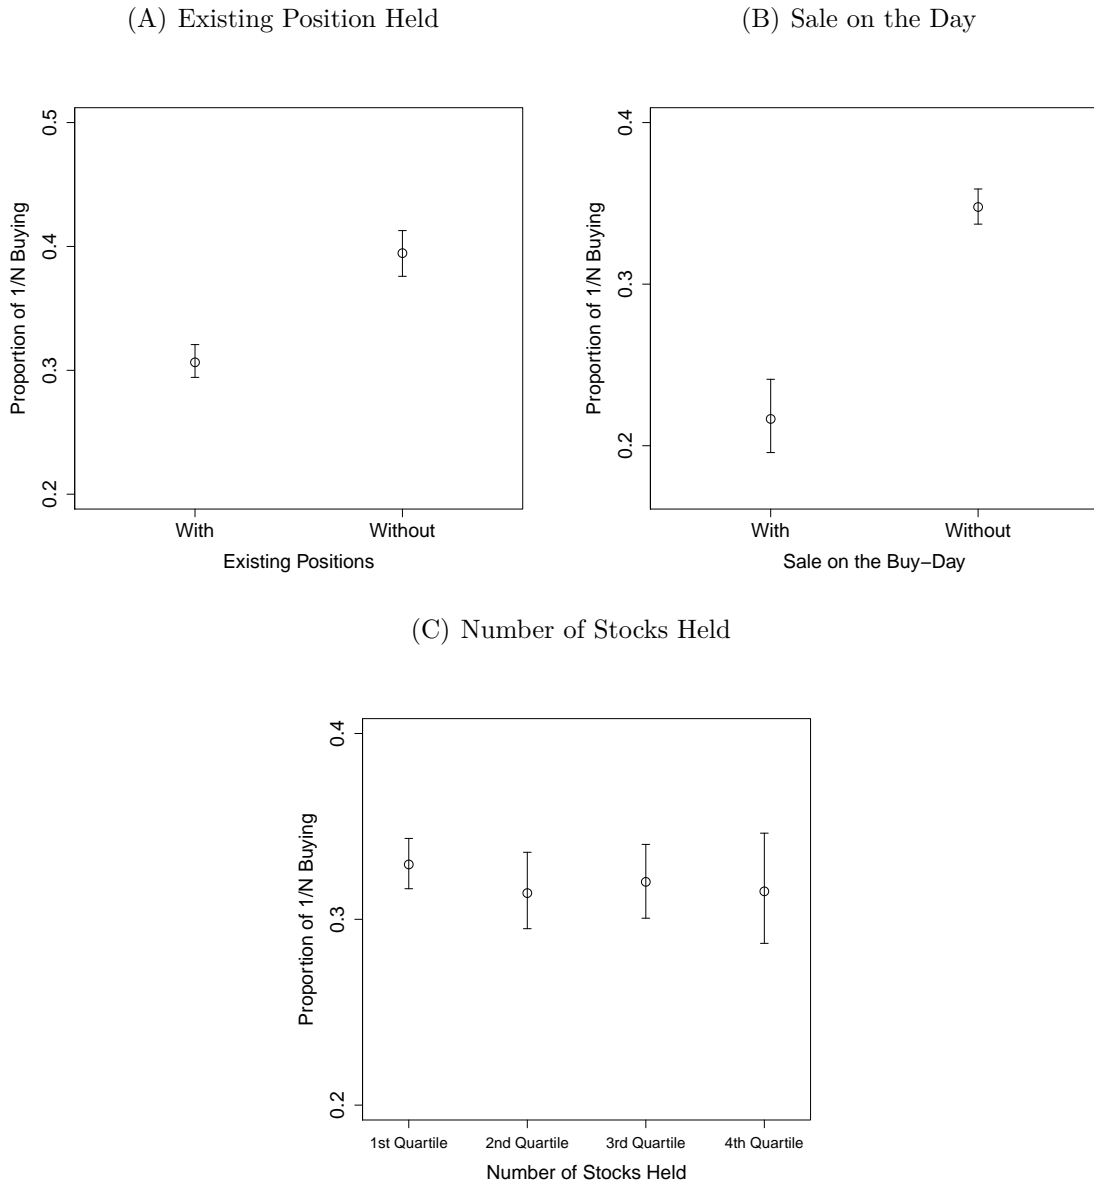 (A) Existing Position Held
Proportion of 1/N Buying
0.5
0.4
0.3
0.2
With
Without
Existing Positions
(B) Sale on the Day
Proportion of 1/N Buying
0.4
0.3
0.2
With
Without
Sale on the Buy−Day
(C) Number of Stocks Held
Proportion of 1/N Buying
0.4
0.3
0.2
1st Quartile
2nd Quartile
3rd Quartile
4th Quartile
Number of Stocks Held